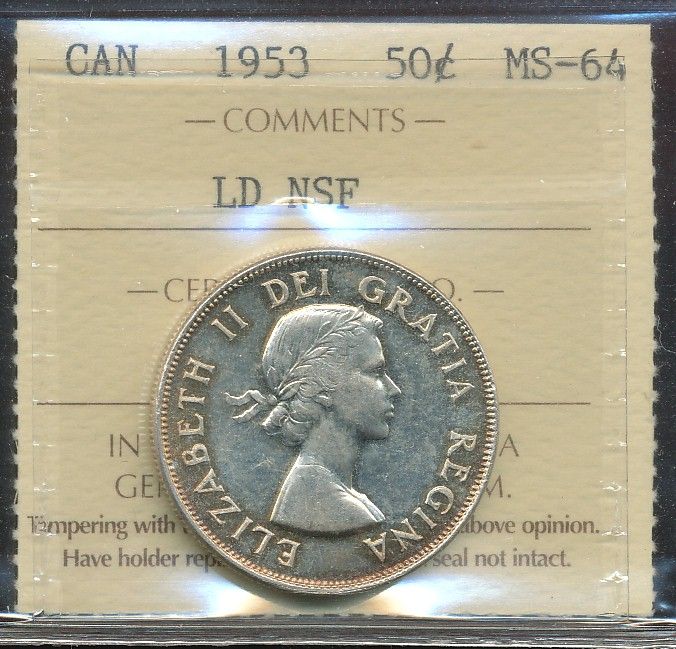 CAN 1953 50¢ MS-64
— COMMENTS —
LD NSF
ELIZABETH II DEI GRATIA REGINA
Tampering with above opinion.
Have holder seal not intact.